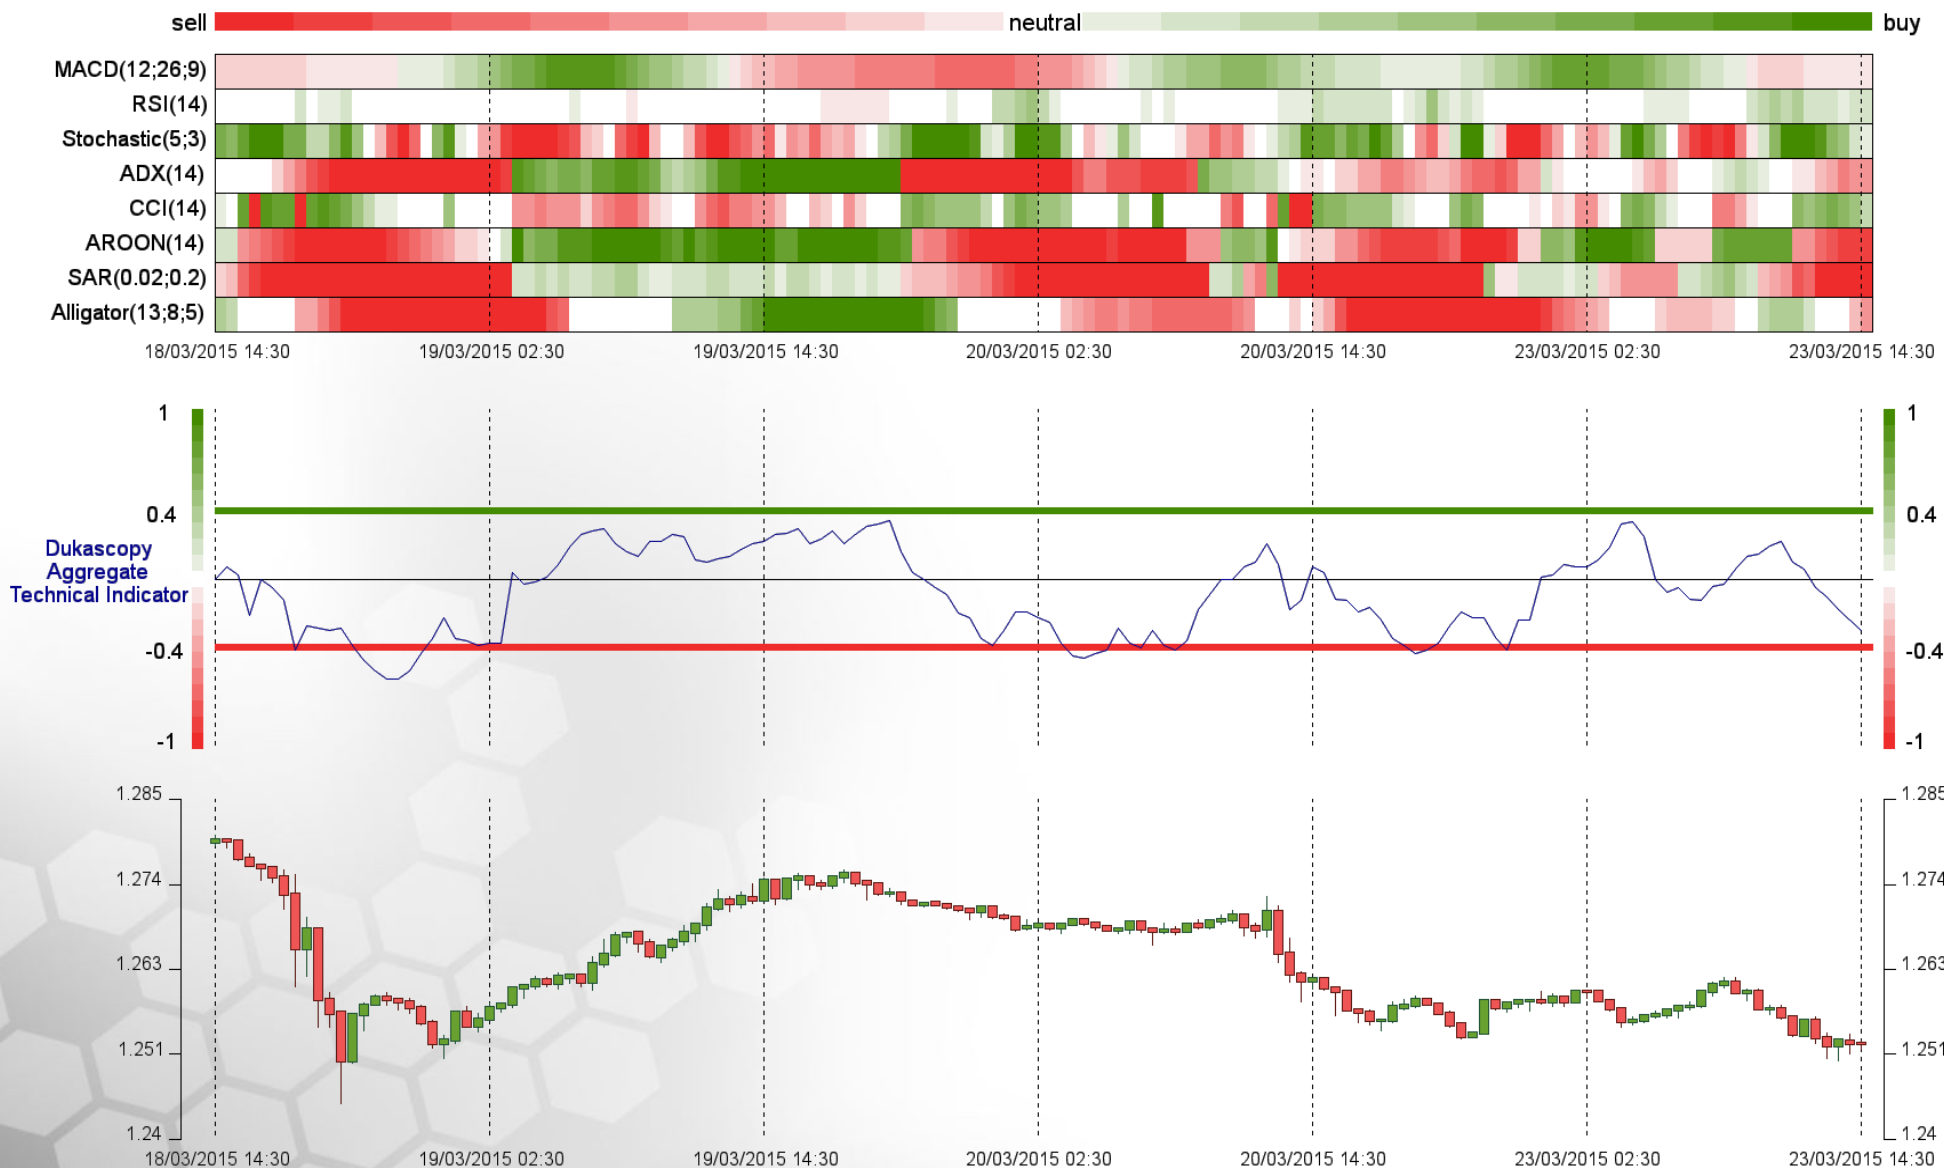 sell neutral buy
MACD(12;26;9)
RSI(14)
Stochastic(5;3)
ADX(14)
CCI(14)
AROON(14)
SAR(0.02;0.2)
Alligator(13;8;5)
18/03/2015 14:30 19/03/2015 02:30 19/03/2015 14:30 20/03/2015 02:30 20/03/2015 14:30 23/03/2015 02:30 23/03/2015 14:30
1 1
0.4 0.4
Dukascopy
Aggregate
Technical Indicator
-0.4 -0.4
-1 -1
1.285 1.285
1.274 1.274
1.263 1.263
1.251 1.251
1.24 1.24
18/03/2015 14:30 19/03/2015 02:30 19/03/2015 14:30 20/03/2015 02:30 20/03/2015 14:30 23/03/2015 02:30 23/03/2015 14:30